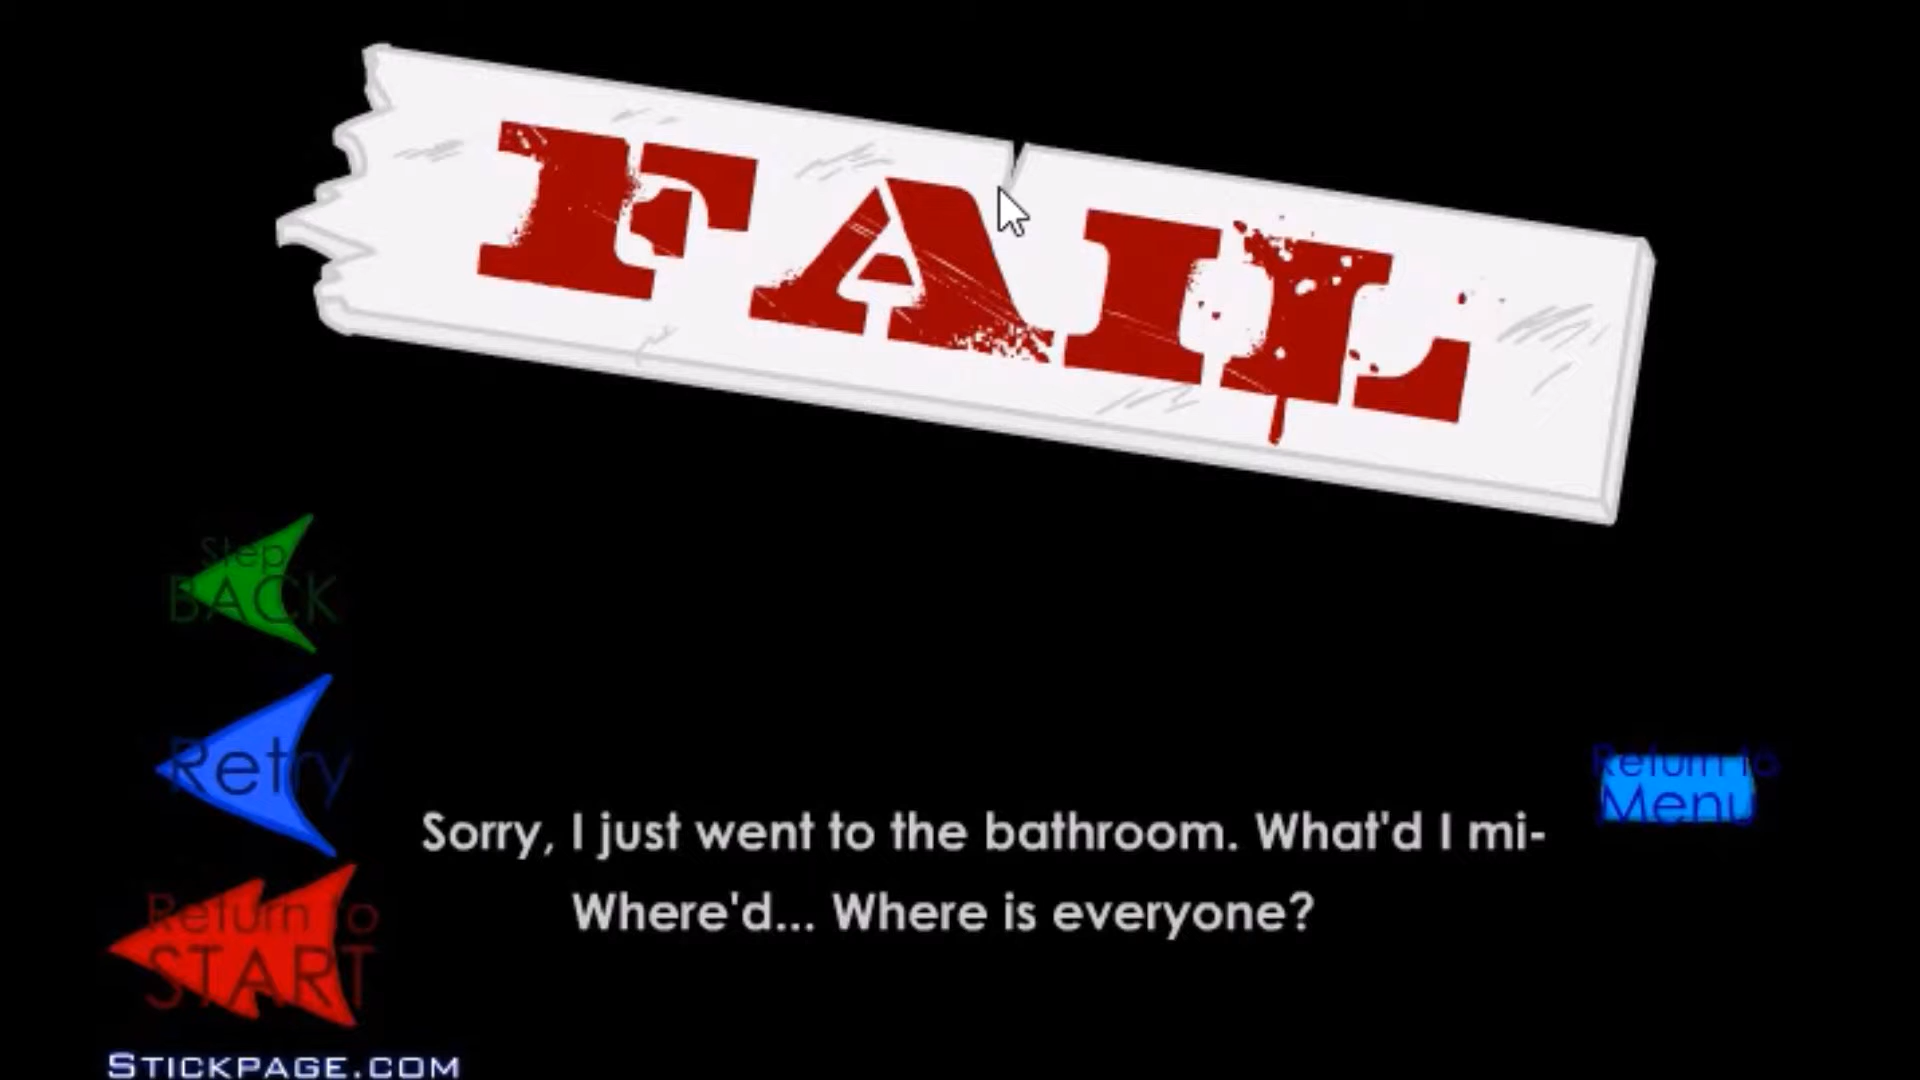 FAIL
Step
BACK
Retry
Return to
START
Sorry, I just went to the bathroom. What'd I mi-
Where'd... Where is everyone?
Return to
Menu
STICKPAGE.COM